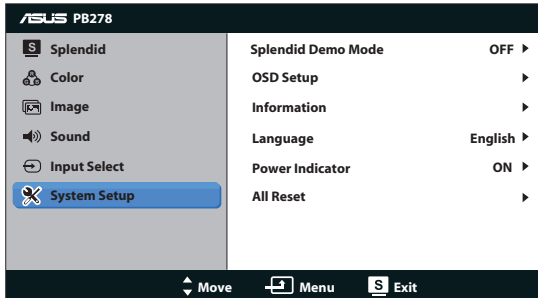 ASUS PB278
S Splendid
Color
Image
Sound
Input Select
System Setup
Splendid Demo Mode OFF
OSD Setup
Information
Language English
Power Indicator ON
All Reset
Move Menu S Exit